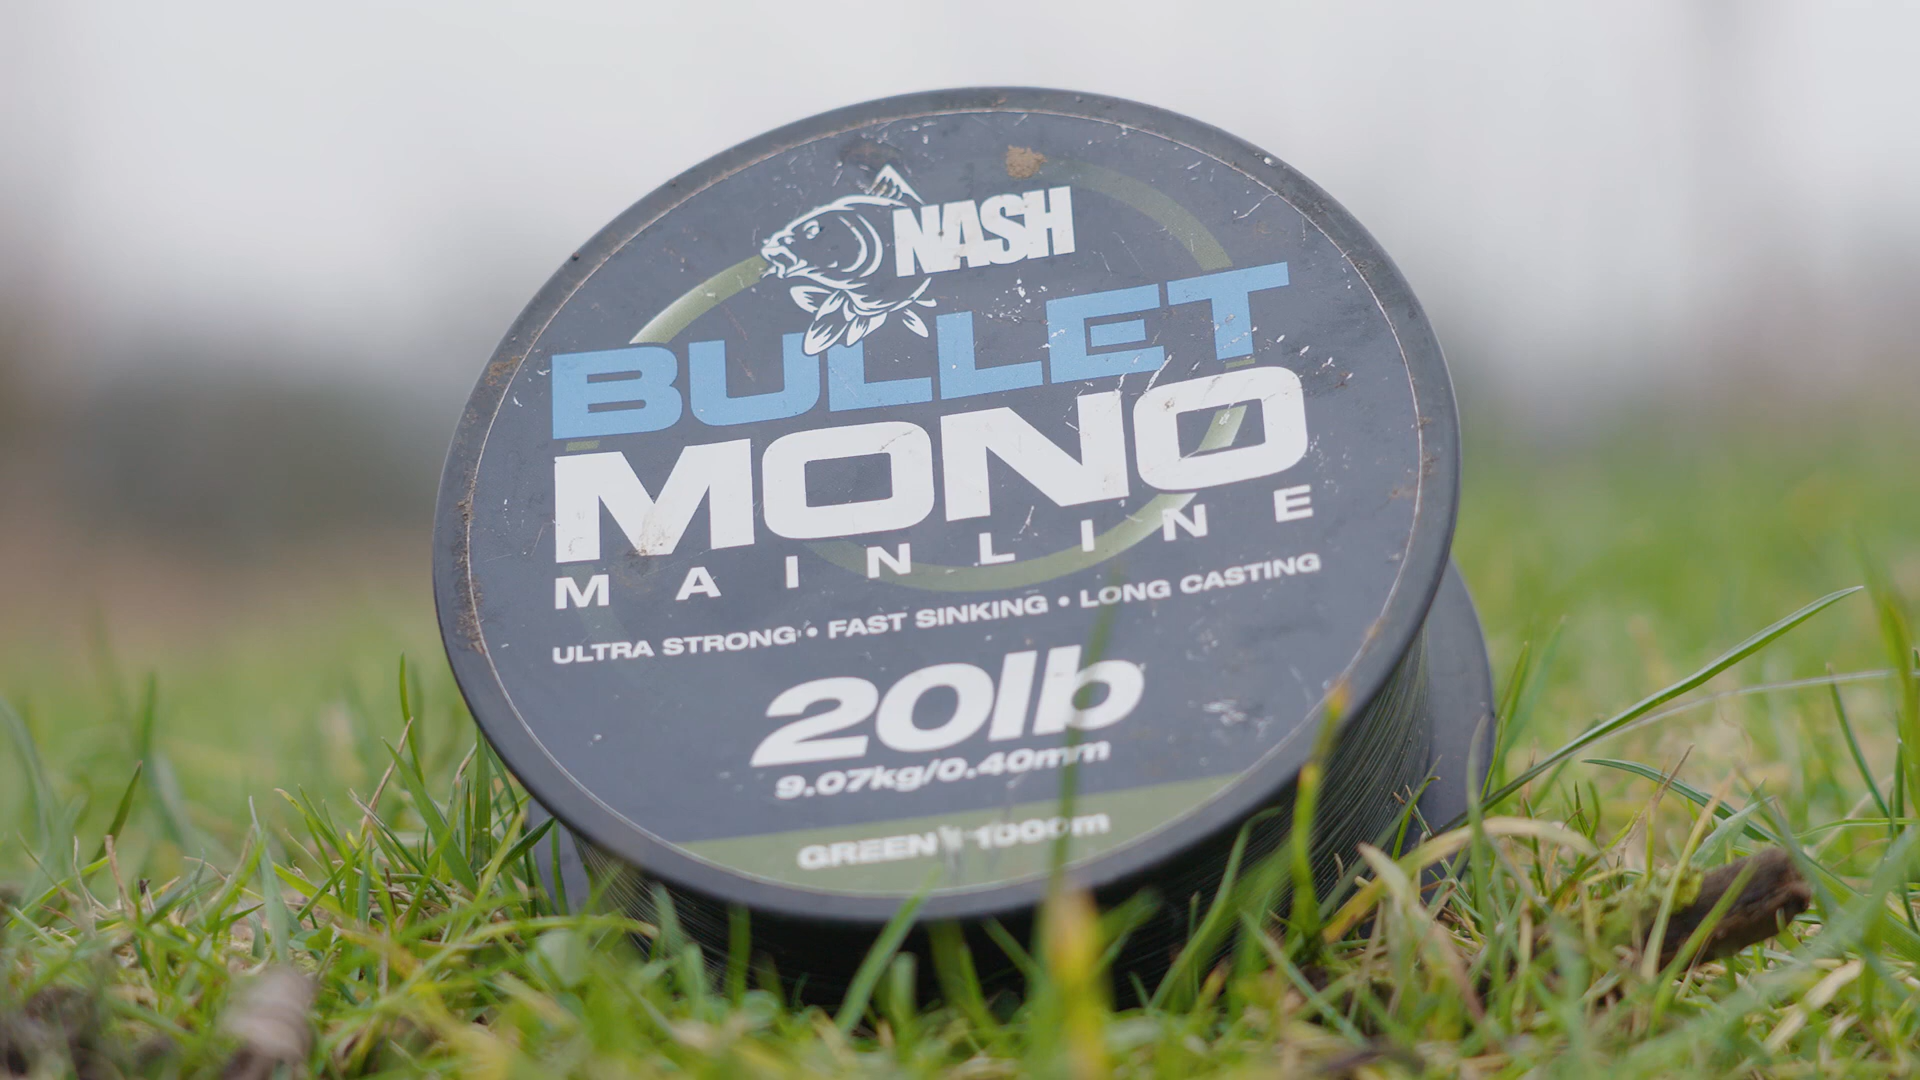 NASH
BULLET
MONO
MAINLINE
ULTRA STRONG • FAST SINKING • LONG CASTING
20lb
9.07kg/0.40mm
GREEN 1000m